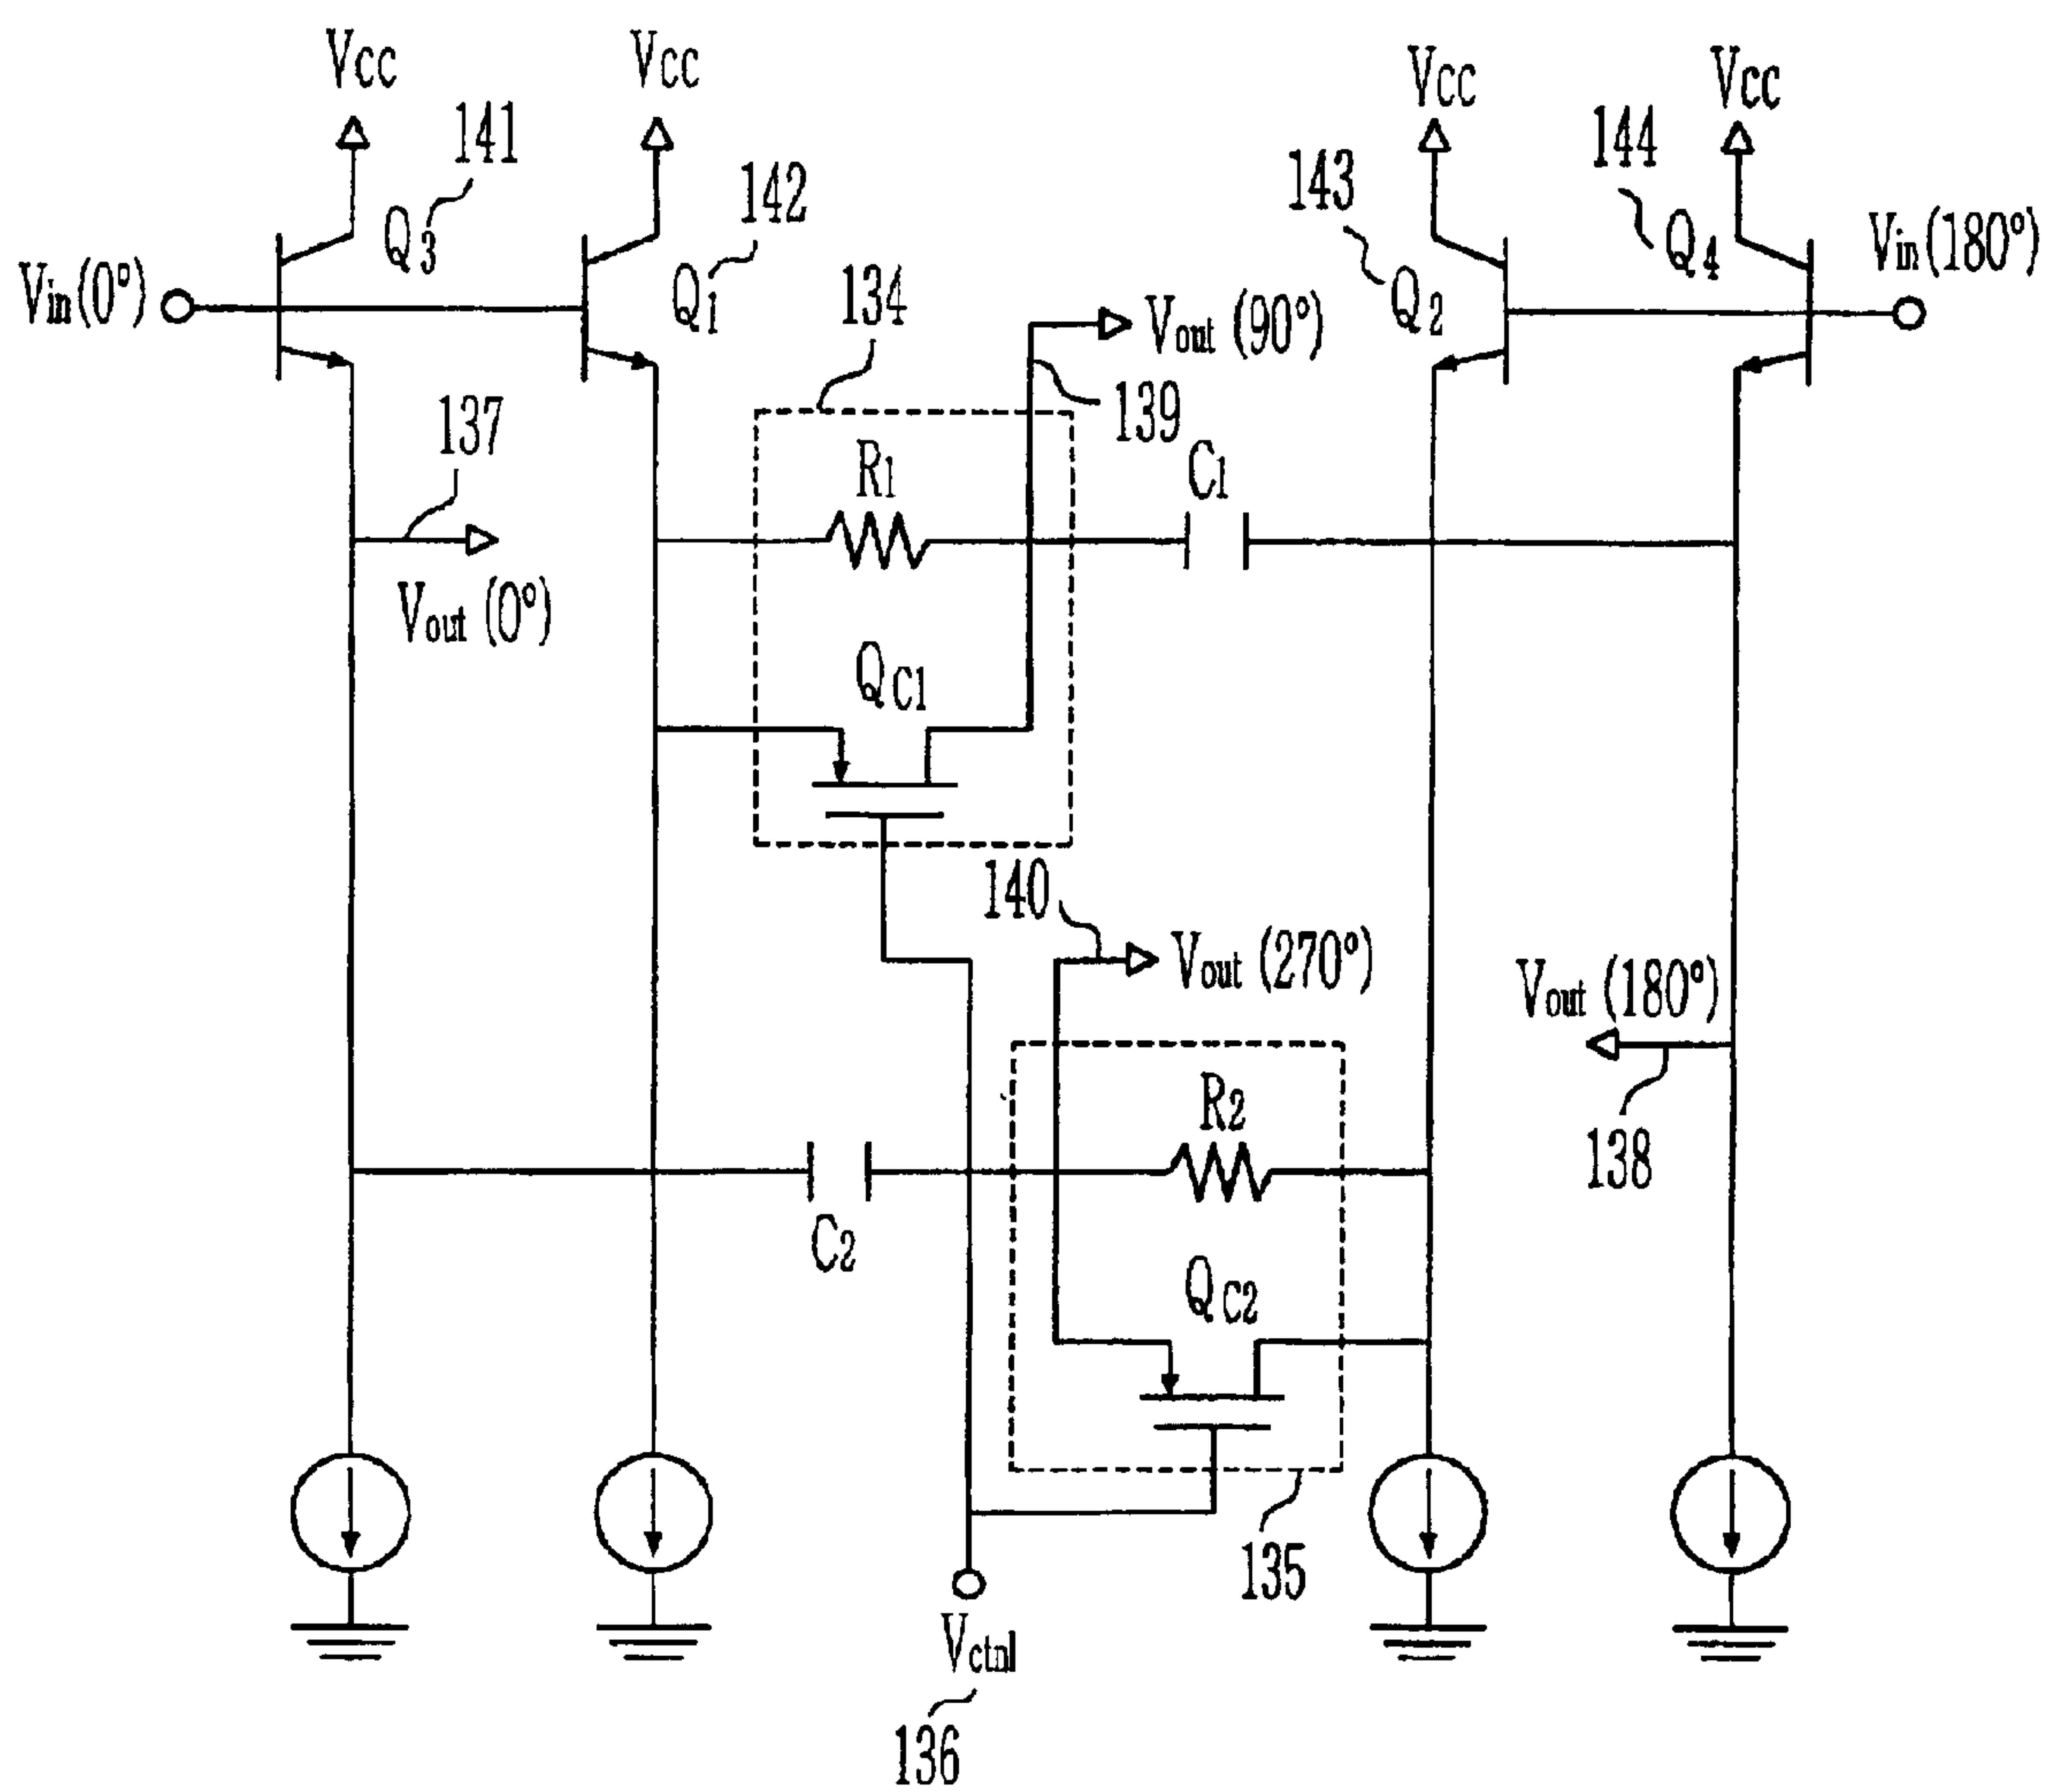 Vcc
Vcc
Vcc
Vcc
141
142
143
144
Q3
Q1
Q2
Q4
Vin(0°)
Vin(180°)
134
Vout (90°)
139
137
R1
C1
Vout (0°)
QC1
140
Vout (270°)
Vout (180°)
R2
138
C2
QC2
135
Vctnl
136